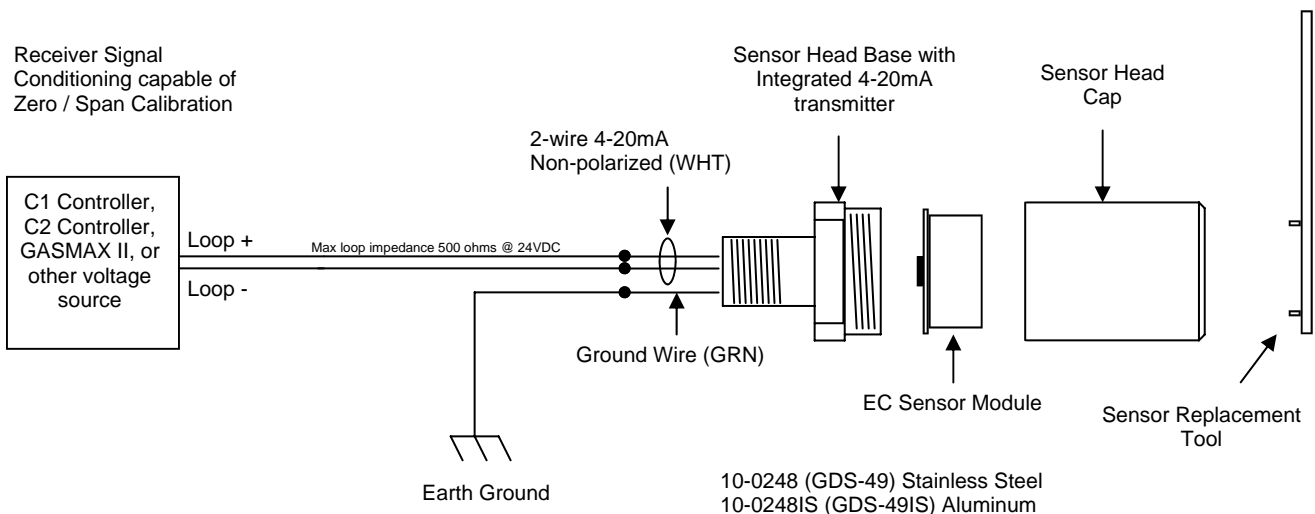 Receiver Signal
Conditioning capable of
Zero / Span Calibration
Sensor Head Base with
Integrated 4-20mA
transmitter
Sensor Head
Cap
2-wire 4-20mA
Non-polarized (WHT)
C1 Controller,
C2 Controller,
GASMAX II, or
other voltage
source
Loop +
Max loop impedance 500 ohms @ 24VDC
Loop -
Ground Wire (GRN)
EC Sensor Module
Sensor Replacement
Tool
Earth Ground
10-0248 (GDS-49) Stainless Steel
10-0248IS (GDS-49IS) Aluminum